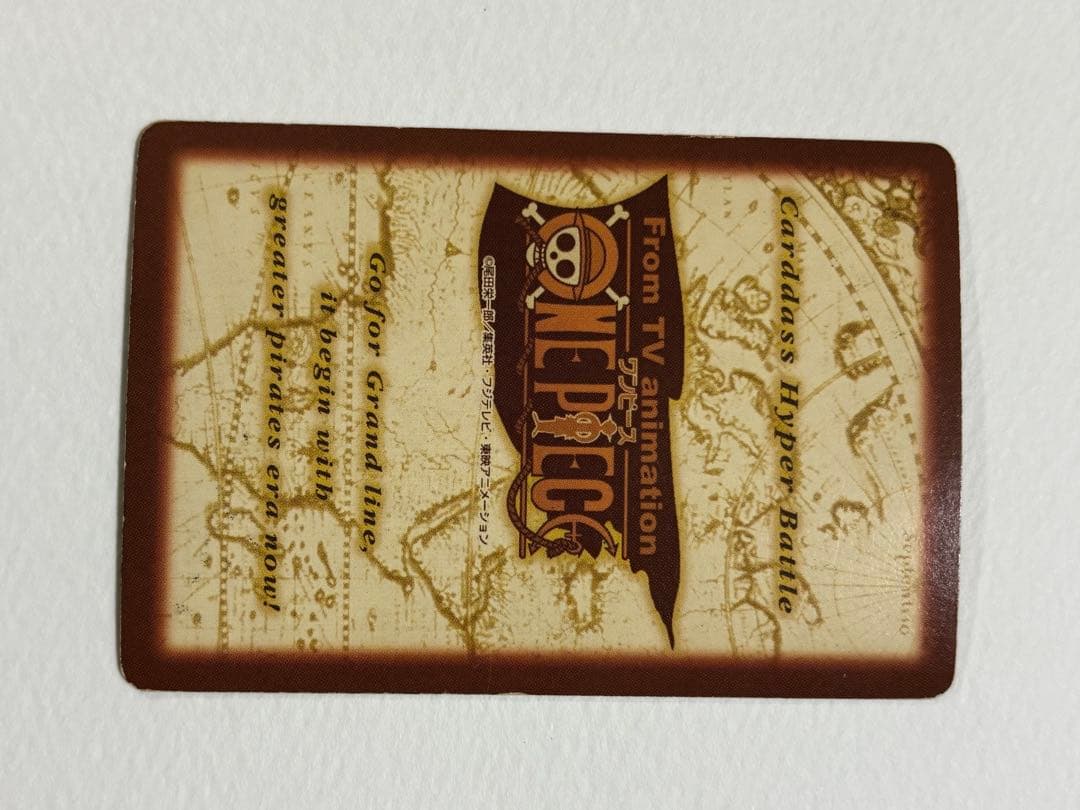 Carddass Hyper Battle
From TV animation
ワンピース
ONE PIECE
©尾田栄一郎／集英社・フジテレビ・東映アニメーション
Go for Grand line,
it begin with
greater pirates era now!